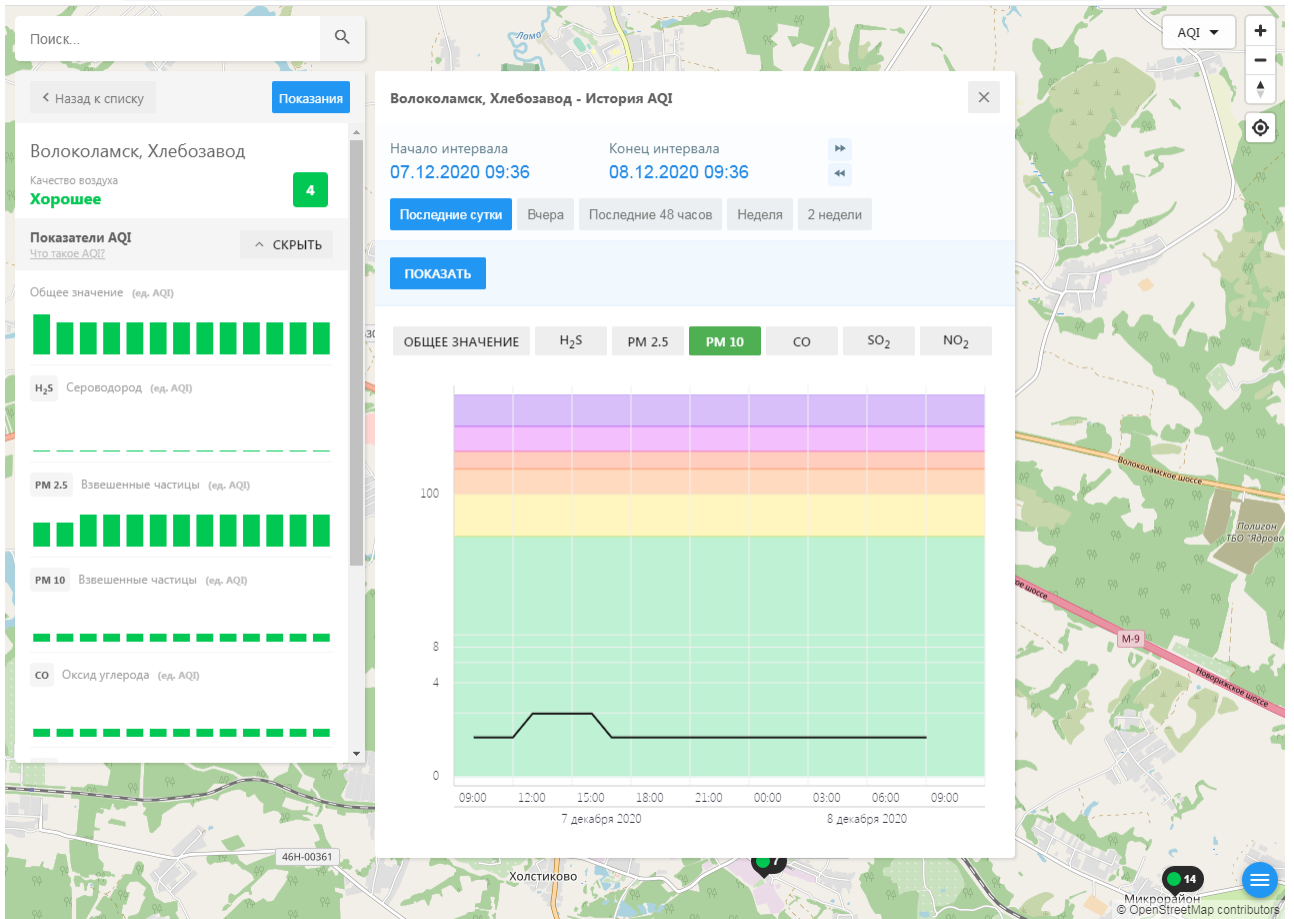 Поиск...
Ломо
AQI
Назад к списку
Показания
Волоколамск, Хлебозавод
Качество воздуха
Хорошее
4
Показатели AQI
Что такое AQI?
СКРЫТЬ
Общее значение (ед. AQI)
H₂S Сероводород (ед. AQI)
PM 2.5 Взвешенные частицы (ед. AQI)
PM 10 Взвешенные частицы (ед. AQI)
CO Оксид углерода (ед. AQI)
Волоколамск, Хлебозавод - История AQI
Начало интервала
07.12.2020 09:36
Конец интервала
08.12.2020 09:36
Последние сутки
Вчера
Последние 48 часов
Неделя
2 недели
ПОКАЗАТЬ
ОБЩЕЕ ЗНАЧЕНИЕ
H₂S
PM 2.5
PM 10
CO
SO₂
NO₂
100
8
4
0
09:00 12:00 15:00 18:00 21:00 00:00 03:00 06:00 09:00
7 декабря 2020
8 декабря 2020
Волоколамское шоссе
Полигон
ТБО "Ядрово
ое шоссе
М-9
Новорижское шоссе
46Н-00361
Холстиково
7
14
Микрорайон
© OpenStreetMap contributors